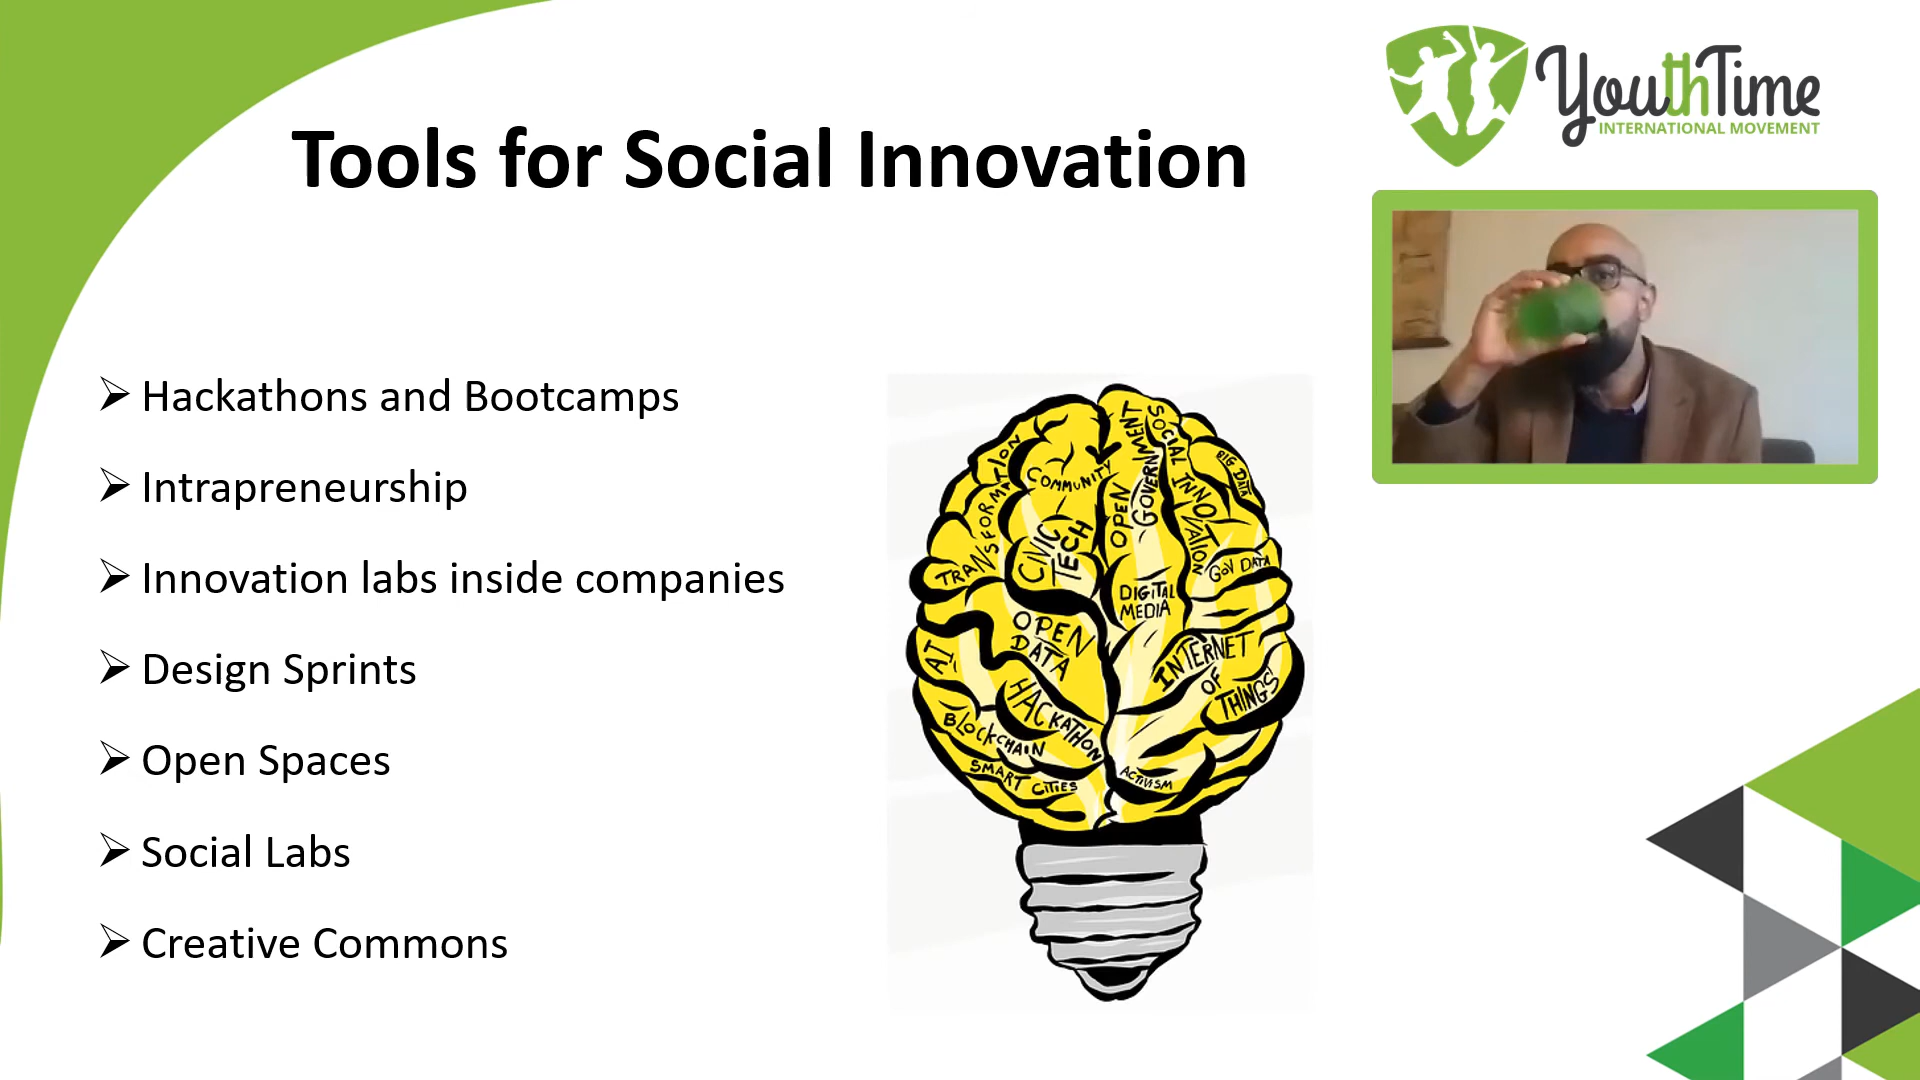 YouthTime
INTERNATIONAL MOVEMENT
Tools for Social Innovation
Hackathons and Bootcamps
Intrapreneurship
Innovation labs inside companies
Design Sprints
Open Spaces
Social Labs
Creative Commons
TRANSFORMATION
COMMUNITY
OPEN
GOVERNMENT
SOCIAL INNOVATION
BIG DATA
CIVIC
TECH
GOV DATA
DIGITAL
MEDIA
OPEN
DATA
AI
INTERNET
OF
THINGS
HACKATHON
BLOCKCHAIN
SMART CITIES
ACTIVISM